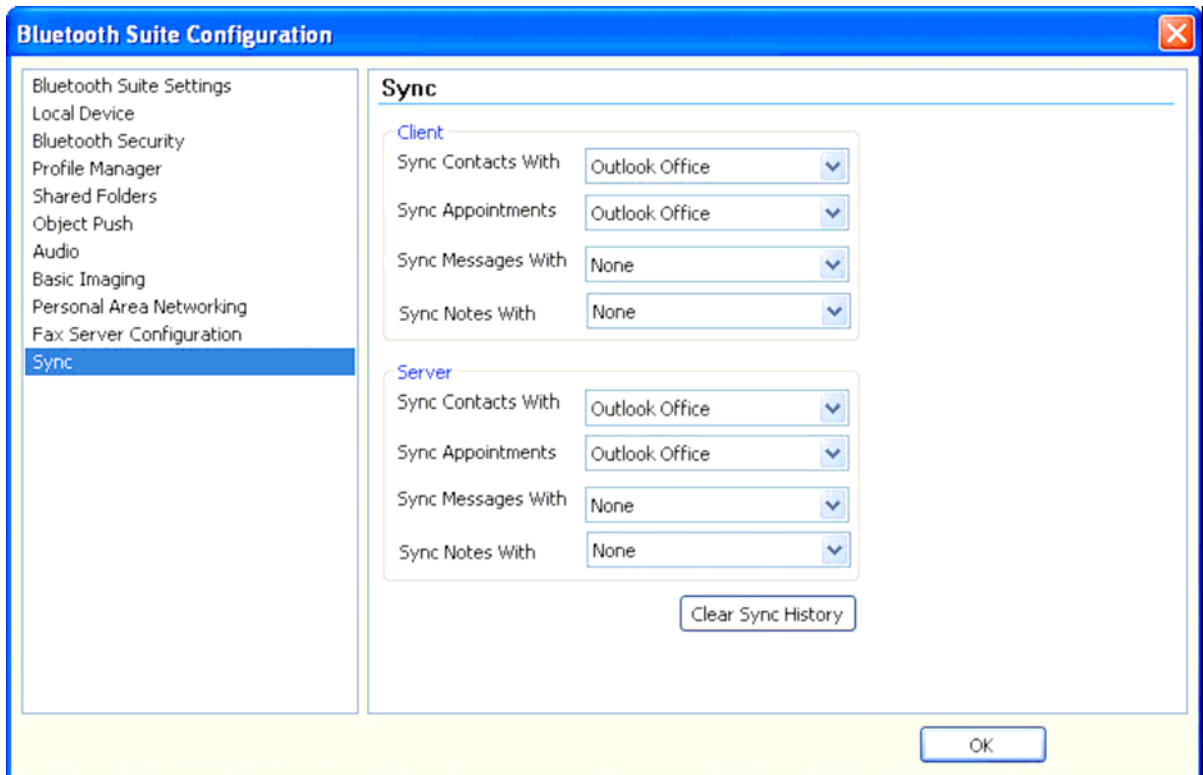 Bluetooth Suite Configuration
Bluetooth Suite Settings
Local Device
Bluetooth Security
Profile Manager
Shared Folders
Object Push
Audio
Basic Imaging
Personal Area Networking
Fax Server Configuration
Sync
Sync
Client
Sync Contacts With Outlook Office
Sync Appointments Outlook Office
Sync Messages With None
Sync Notes With None
Server
Sync Contacts With Outlook Office
Sync Appointments Outlook Office
Sync Messages With None
Sync Notes With None
Clear Sync History
OK